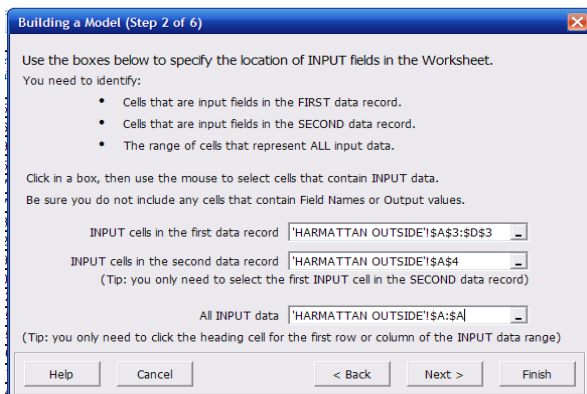 Building a Model (Step 2 of 6)
Use the boxes below to specify the location of INPUT fields in the Worksheet.
You need to identify:
• Cells that are input fields in the FIRST data record.
• Cells that are input fields in the SECOND data record.
• The range of cells that represent ALL input data.
Click in a box, then use the mouse to select cells that contain INPUT data.
Be sure you do not include any cells that contain Field Names or Output values.
INPUT cells in the first data record 'HARMATTAN OUTSIDE'!$A$3:$D$3
INPUT cells in the second data record 'HARMATTAN OUTSIDE'!$A$4
(Tip: you only need to select the first INPUT cell in the SECOND data record)
All INPUT data 'HARMATTAN OUTSIDE'!$A:$A
(Tip: you only need to click the heading cell for the first row or column of the INPUT data range)
Help Cancel < Back Next > Finish